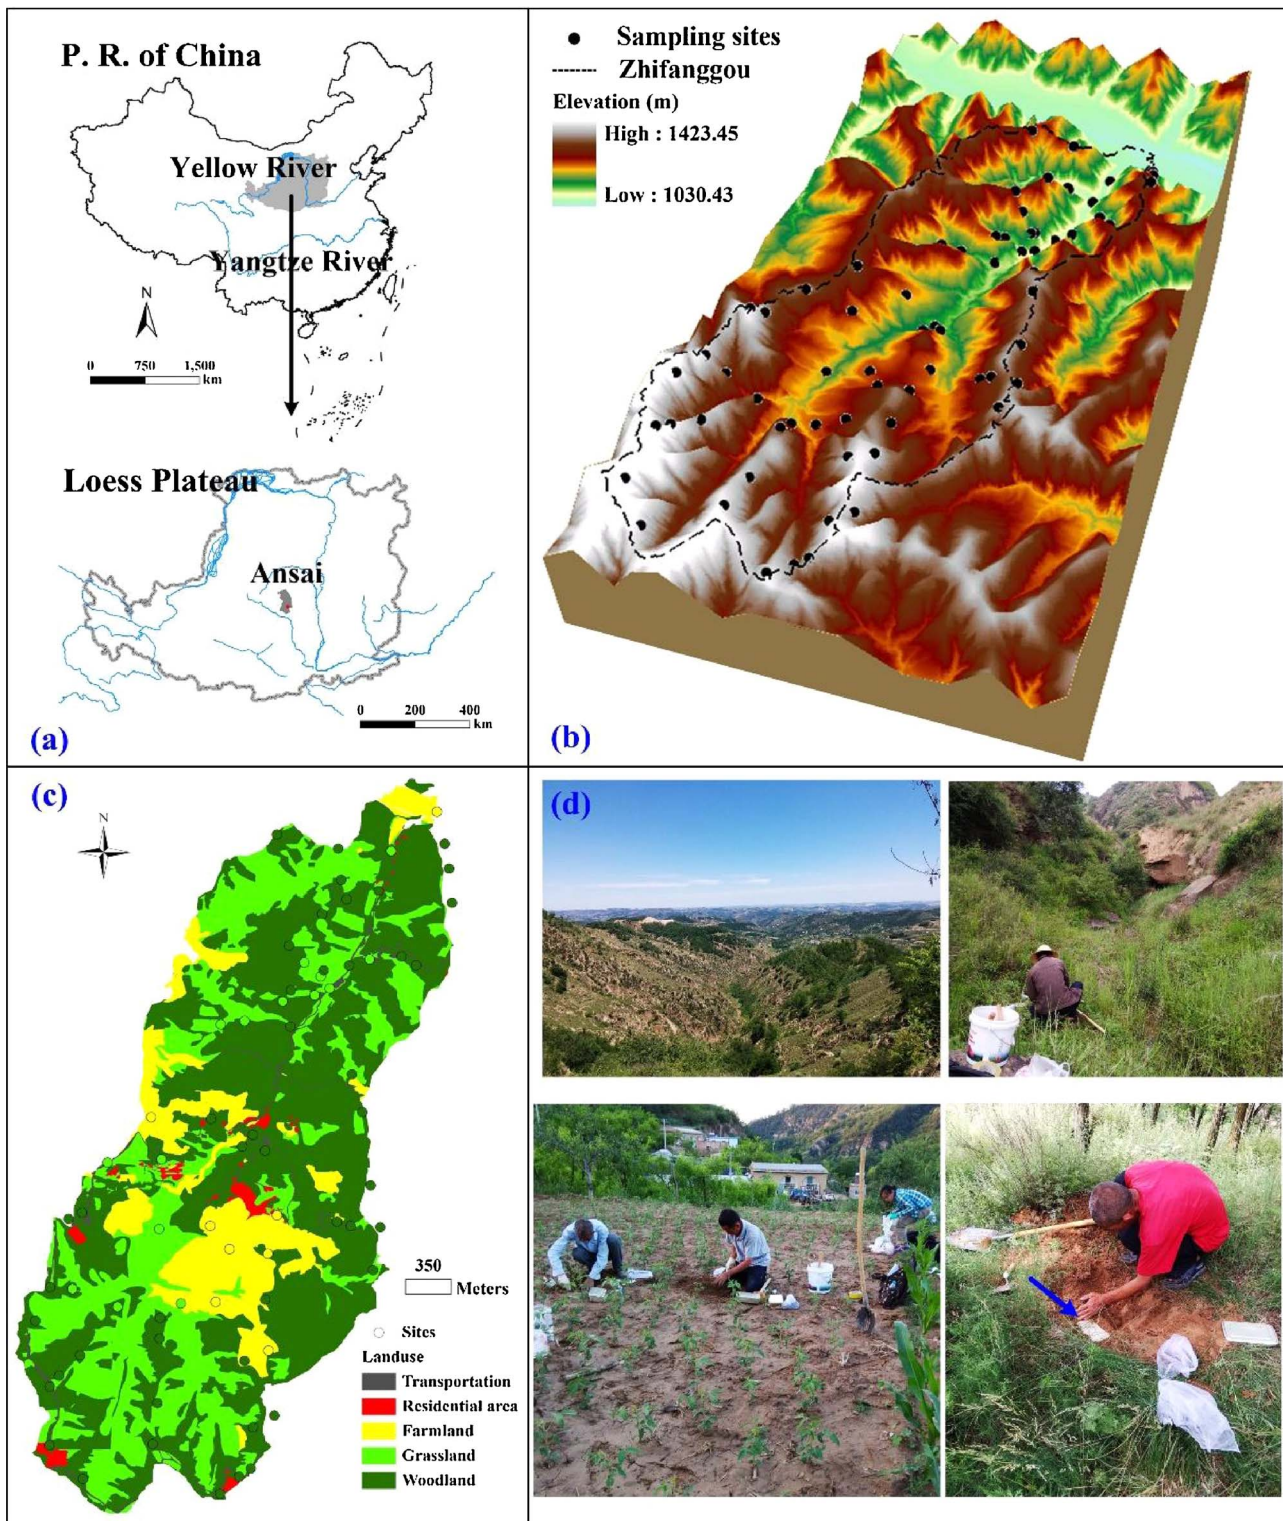 P. R. of China
Yellow River
Yangtze River
N
0 750 1,500
km
Loess Plateau
Ansai
0 200 400
km
(a)
Sampling sites
Zhifanggou
Elevation (m)
High : 1423.45
Low : 1030.43
(b)
(c)
N
350
Meters
Sites
Landuse
Transportation
Residential area
Farmland
Grassland
Woodland
(d)